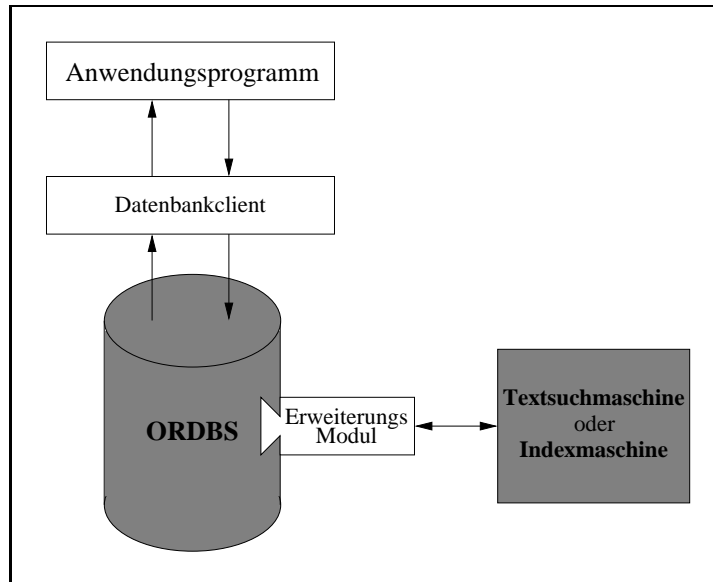 Anwendungsprogramm
Datenbankclient
ORDBS
Erweiterungs
Modul
Textsuchmaschine
oder
Indexmaschine